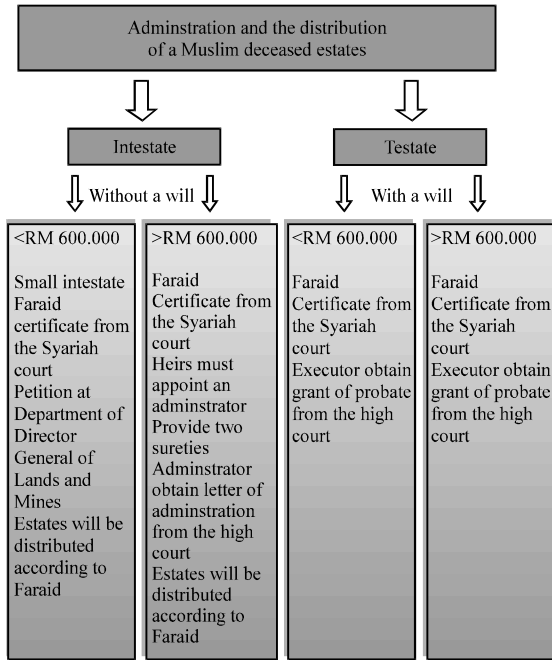 Adminstration and the distribution
of a Muslim deceased estates
Intestate
Testate
Without a will
With a will
<RM 600.000
Small intestate
Faraid
certificate from
the Syariah
court
Petition at
Department of
Director
General of
Lands and
Mines
Estates will be
distributed
according to
Faraid
>RM 600.000
Faraid
Certificate from
the Syariah
court
Heirs must
appoint an
adminstrator
Provide two
sureties
Adminstrator
obtain letter of
adminstration
from the high
court
Estates will be
distributed
according to
Faraid
<RM 600.000
Faraid
Certificate from
the Syariah
court
Executor obtain
grant of probate
from the high
court
>RM 600.000
Faraid
Certificate from
the Syariah
court
Executor obtain
grant of probate
from the high
court